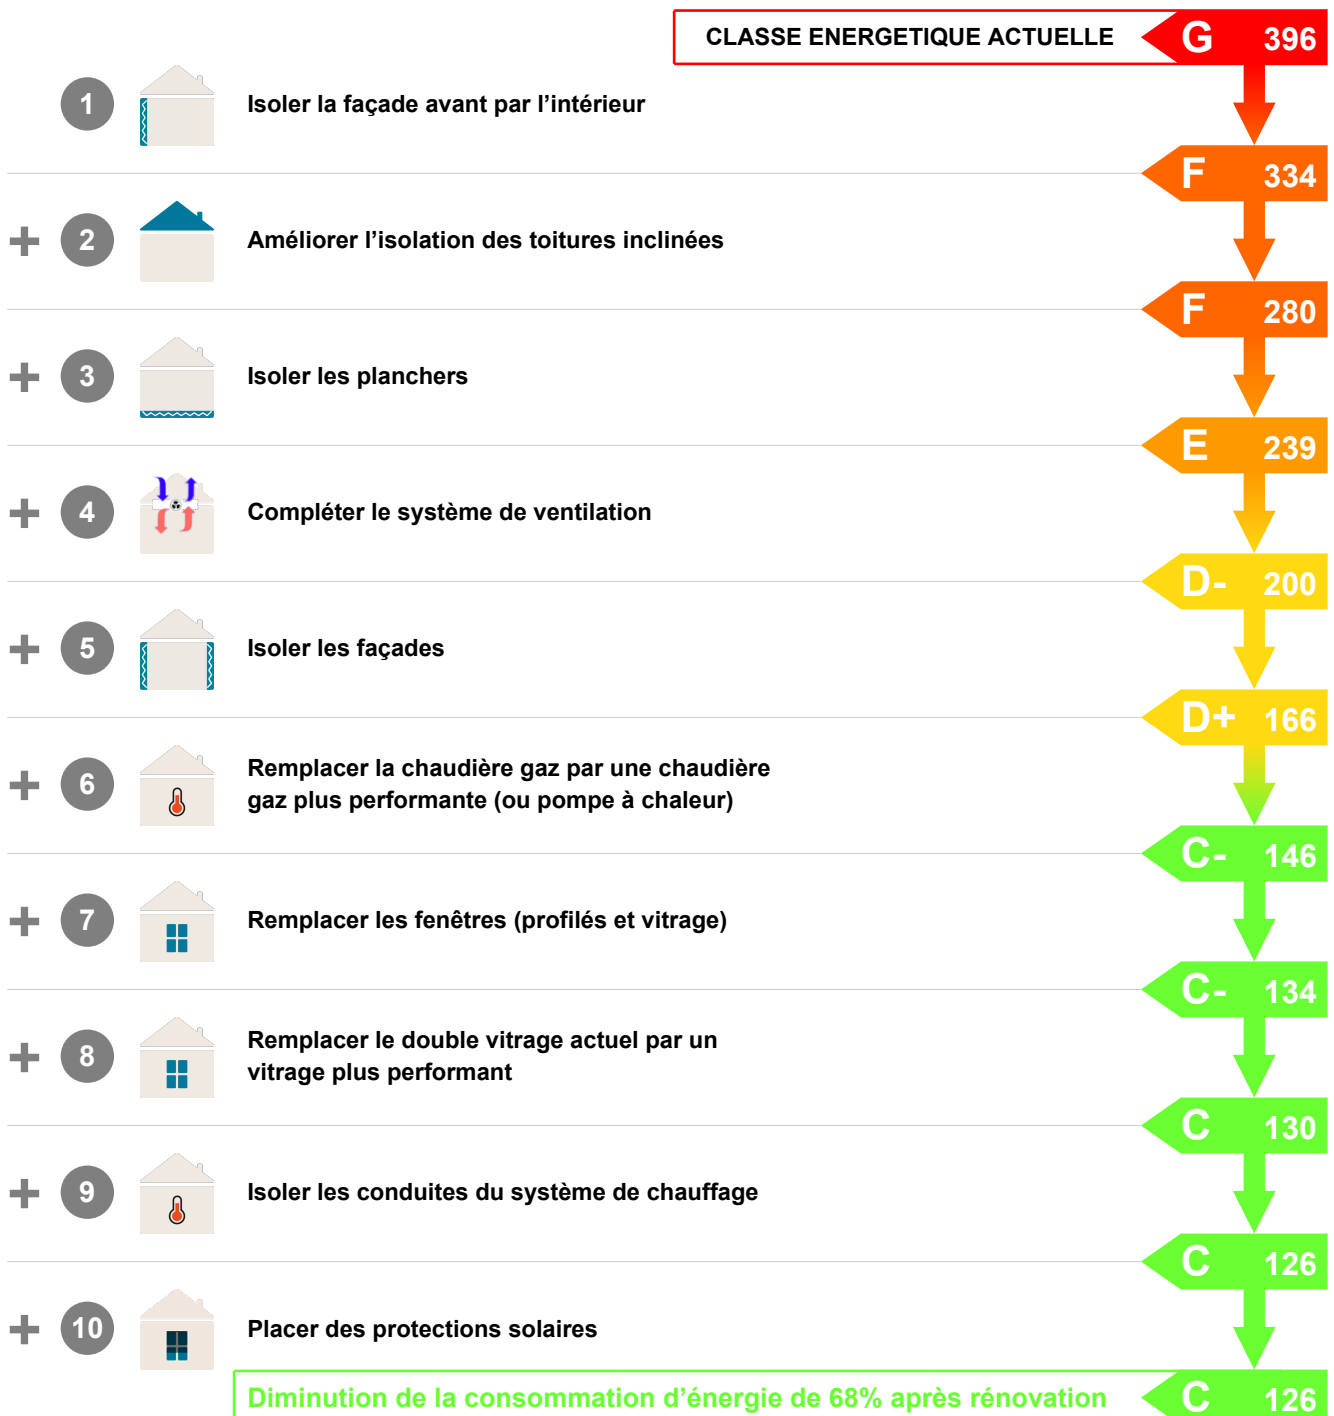 CLASSE ENERGETIQUE ACTUELLE G 396
1 Isoler la façade avant par l’intérieur
F 334
+ 2 Améliorer l’isolation des toitures inclinées
F 280
+ 3 Isoler les planchers
E 239
+ 4 Compléter le système de ventilation
D- 200
+ 5 Isoler les façades
D+ 166
+ 6 Remplacer la chaudière gaz par une chaudière
gaz plus performante (ou pompe à chaleur)
C- 146
+ 7 Remplacer les fenêtres (profilés et vitrage)
C- 134
+ 8 Remplacer le double vitrage actuel par un
vitrage plus performant
C 130
+ 9 Isoler les conduites du système de chauffage
C 126
+ 10 Placer des protections solaires
Diminution de la consommation d’énergie de 68% après rénovation C 126